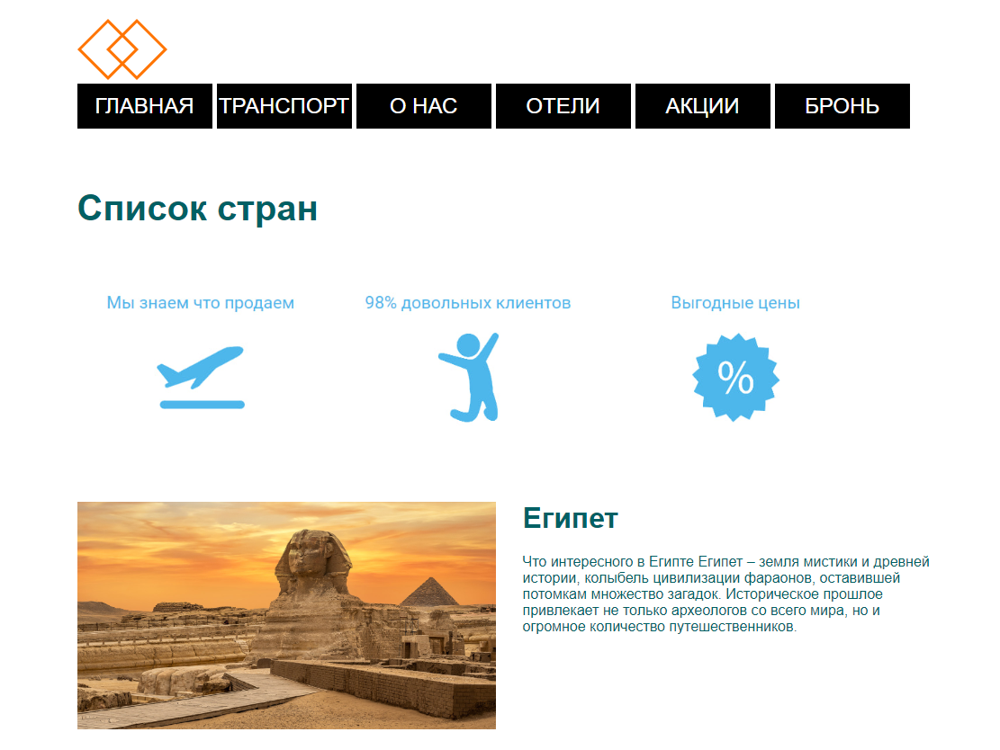 ГЛАВНАЯ ТРАНСПОРТ О НАС ОТЕЛИ АКЦИИ БРОНЬ
Список стран
Мы знаем что продаем 98% довольных клиентов Выгодные цены
%
Египет
Что интересного в Египте Египет – земля мистики и древней
истории, колыбель цивилизации фараонов, оставившей
потомкам множество загадок. Историческое прошлое
привлекает не только археологов со всего мира, но и
огромное количество путешественников.